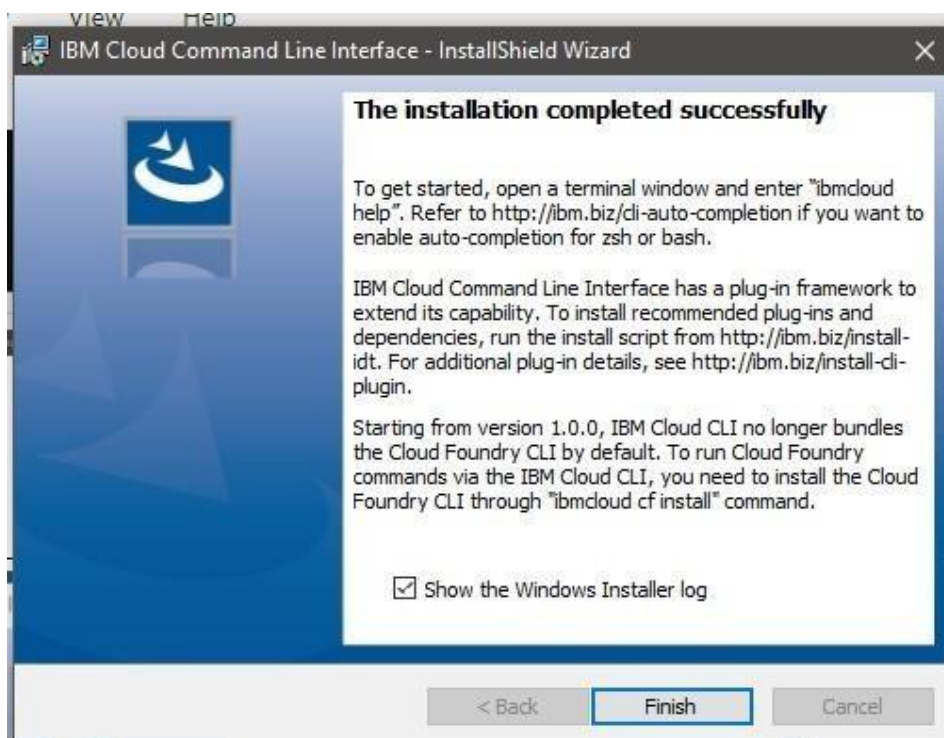 View Help
IBM Cloud Command Line Interface - InstallShield Wizard
The installation completed successfully
To get started, open a terminal window and enter "ibmcloud
help". Refer to http://ibm.biz/cli-auto-completion if you want to
enable auto-completion for zsh or bash.
IBM Cloud Command Line Interface has a plug-in framework to
extend its capability. To install recommended plug-ins and
dependencies, run the install script from http://ibm.biz/install-
idt. For additional plug-in details, see http://ibm.biz/install-cli-
plugin.
Starting from version 1.0.0, IBM Cloud CLI no longer bundles
the Cloud Foundry CLI by default. To run Cloud Foundry
commands via the IBM Cloud CLI, you need to install the Cloud
Foundry CLI through "ibmcloud cf install" command.
Show the Windows Installer log
< Back Finish Cancel